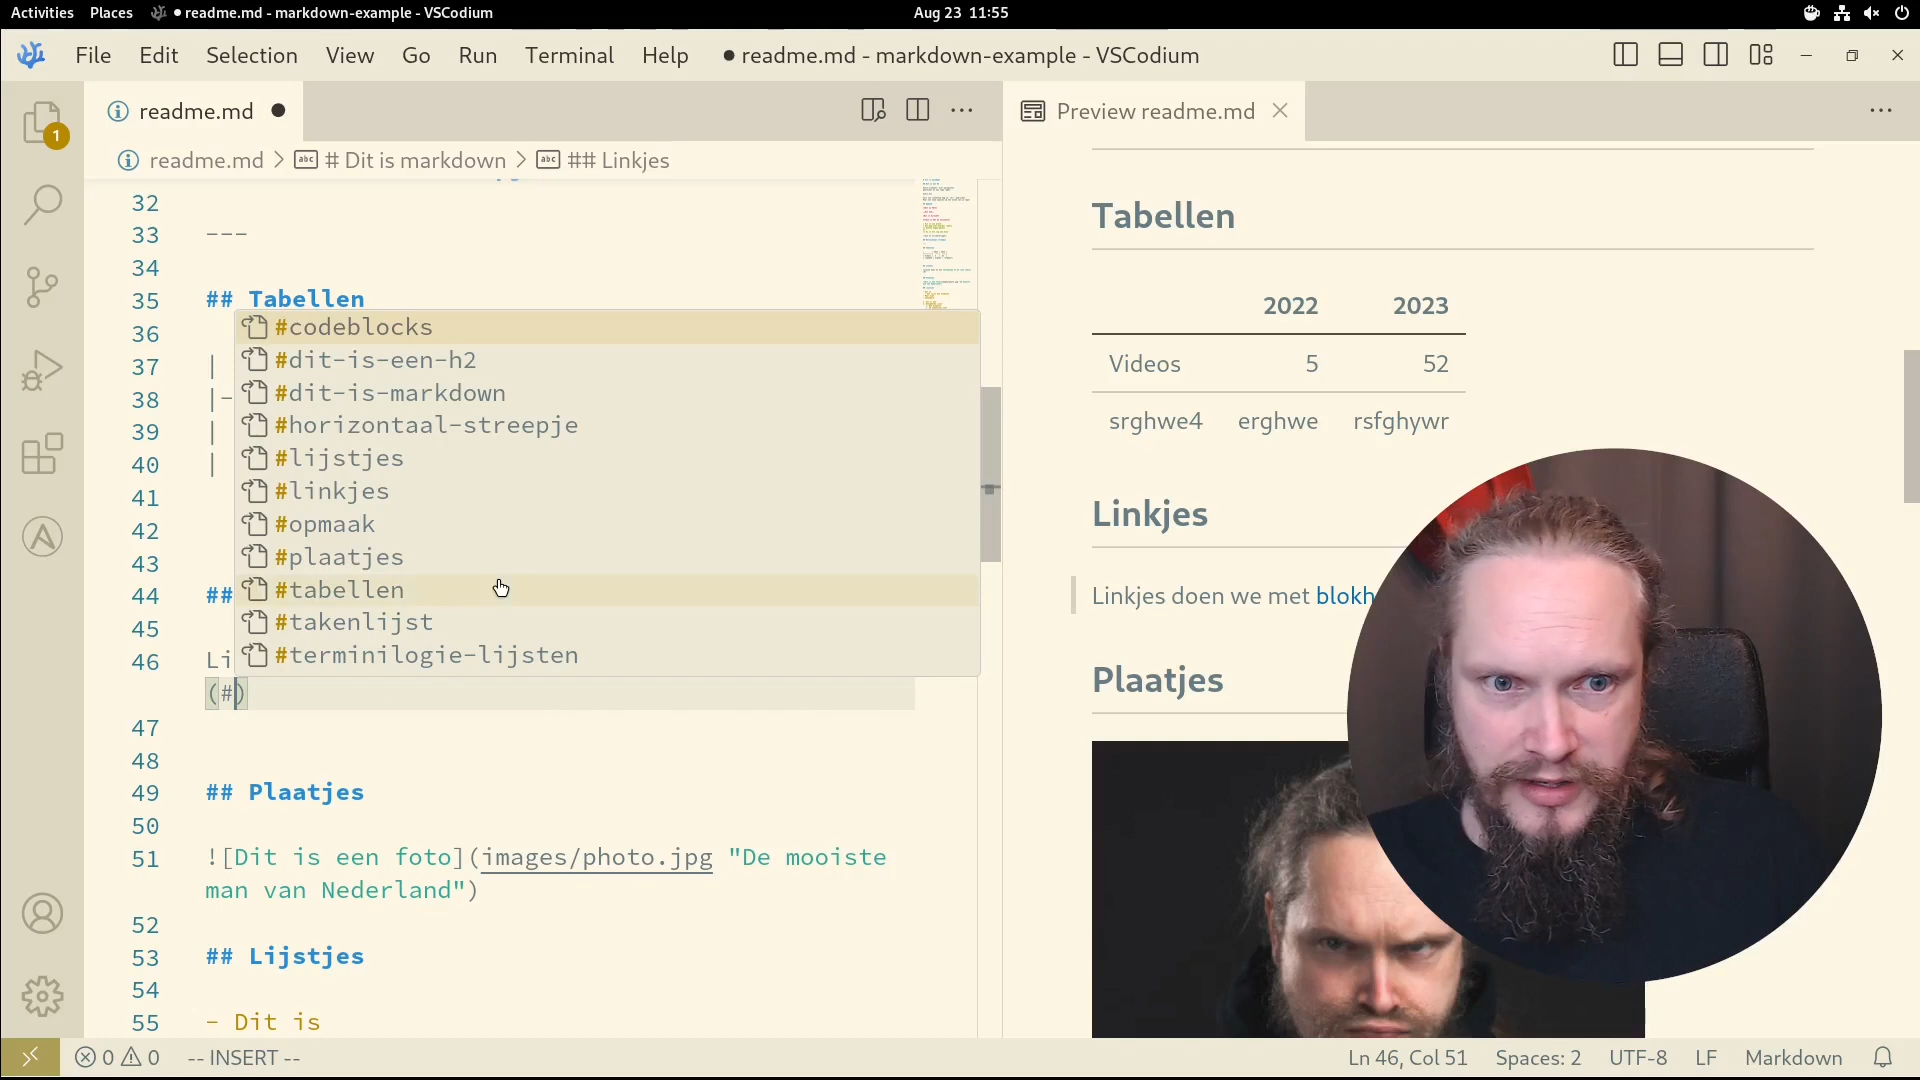 Activities Places ● readme.md - markdown-example - VSCodium
Aug 23 11:55
File Edit Selection View Go Run Terminal Help
● readme.md - markdown-example - VSCodium
1
readme.md ●
Preview readme.md
readme.md > # Dit is markdown > ## Linkjes
32
33 ---
34
35 ## Tabellen
36
37 |
38 |-
39 |
40 |
41
42
43
44 ##
45
46 Li
(#)
#codeblocks
#dit-is-een-h2
#dit-is-markdown
#horizontaal-streepje
#lijstjes
#linkjes
#opmaak
#plaatjes
#tabellen
#takenlijst
#terminilogie-lijsten
47
48
49 ## Plaatjes
50
51 ![Dit is een foto](images/photo.jpg "De mooiste
man van Nederland")
52
53 ## Lijstjes
54
55 - Dit is
Tabellen
2022 2023
Videos 5 52
srghwe4 erghwe rsfghywr
Linkjes
Linkjes doen we met blokh
Plaatjes
0 0 -- INSERT --
Ln 46, Col 51 Spaces: 2 UTF-8 LF Markdown